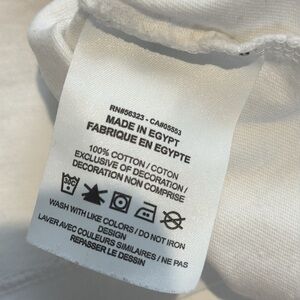 RN#56323 - CA#05553
MADE IN EGYPT
FABRIQUE EN EGYPTE
100% COTTON / COTON
EXCLUSIVE OF DECORATION /
DECORATION NON COMPRISE
WASH WITH LIKE COLORS / DO NOT IRON
DESIGN
LAVER AVEC COULEURS SIMILAIRES / NE PAS
REPASSER LE DESSIN